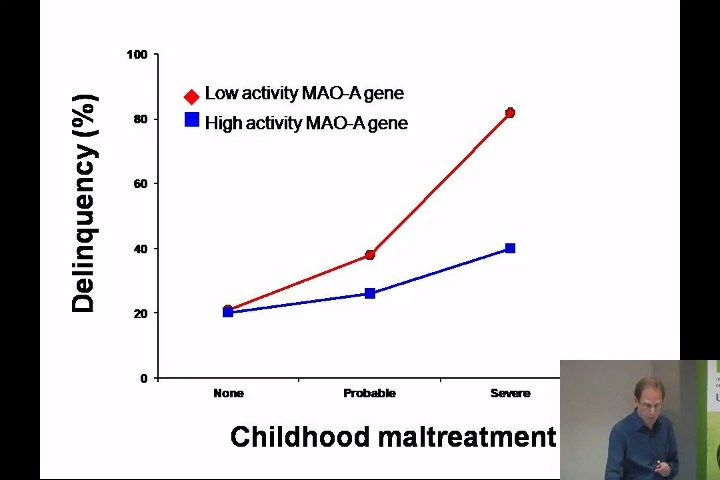 100
80
60
40
20
0
Delinquency (%)
Low activity MAO-A gene
High activity MAO-A gene
None Probable Severe
Childhood maltreatment